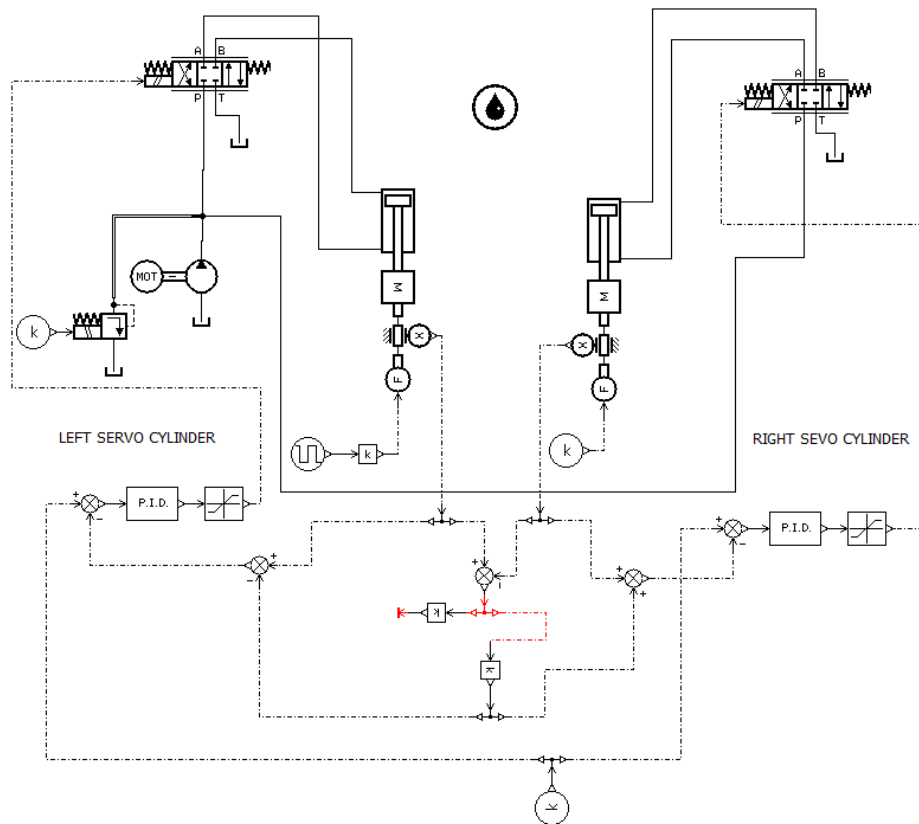 A B
A B
P T
P T
MOT
M
M
X
X
k
F
F
LEFT SERVO CYLINDER
RIGHT SEVO CYLINDER
k
k
P.I.D.
P.I.D.
k
k
k